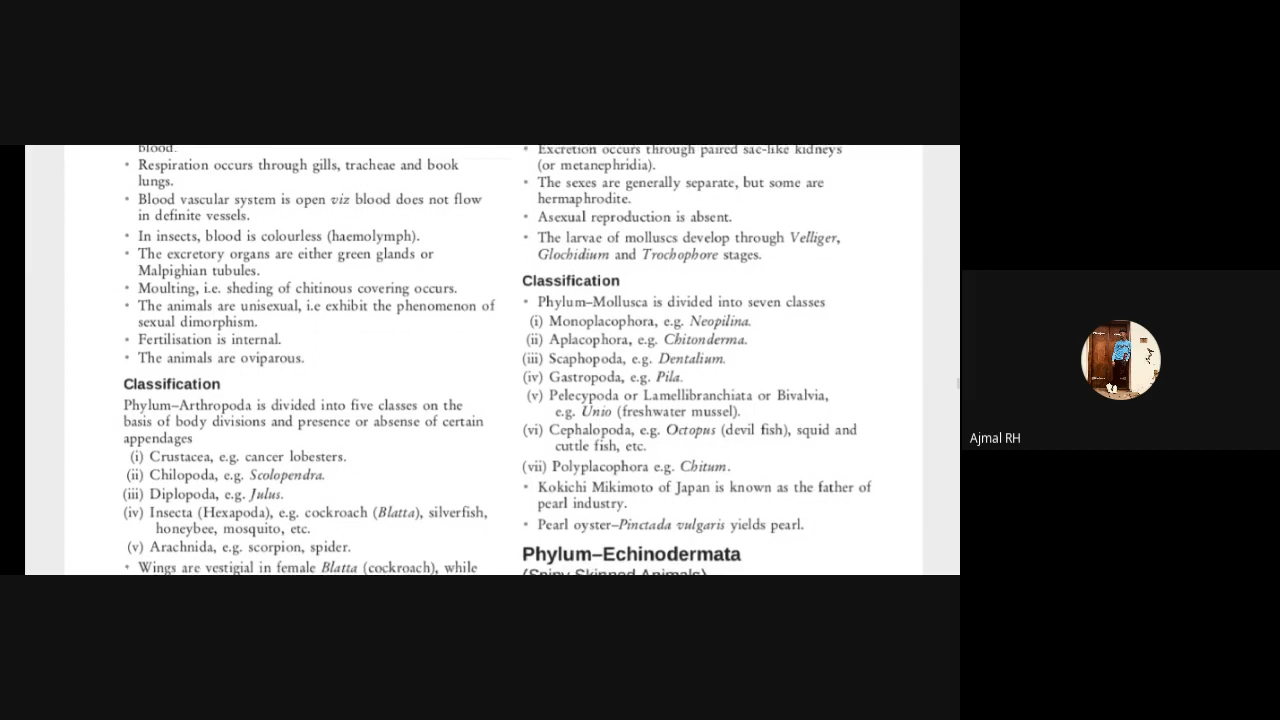 blood.
• Respiration occurs through gills, tracheae and book
lungs.
• Blood vascular system is open viz blood does not flow
in definite vessels.
• In insects, blood is colourless (haemolymph).
• The excretory organs are either green glands or
Malpighian tubules.
• Moulting, i.e. sheding of chitinous covering occurs.
• The animals are unisexual, i.e exhibit the phenomenon of
sexual dimorphism.
• Fertilisation is internal.
• The animals are oviparous.
Classification
Phylum–Arthropoda is divided into five classes on the
basis of body divisions and presence or absense of certain
appendages
(i) Crustacea, e.g. cancer lobesters.
(ii) Chilopoda, e.g. Scolopendra.
(iii) Diplopoda, e.g. Julus.
(iv) Insecta (Hexapoda), e.g. cockroach (Blatta), silverfish,
honeybee, mosquito, etc.
(v) Arachnida, e.g. scorpion, spider.
• Wings are vestigial in female Blatta (cockroach), while
• Excretion occurs through paired sac-like kidneys
(or metanephridia).
• The sexes are generally separate, but some are
hermaphrodite.
• Asexual reproduction is absent.
• The larvae of molluscs develop through Velliger,
Glochidium and Trochophore stages.
Classification
• Phylum–Mollusca is divided into seven classes
(i) Monoplacophora, e.g. Neopilina.
(ii) Aplacophora, e.g. Chitonderma.
(iii) Scaphopoda, e.g. Dentalium.
(iv) Gastropoda, e.g. Pila.
(v) Pelecypoda or Lamellibranchiata or Bivalvia,
e.g. Unio (freshwater mussel).
(vi) Cephalopoda, e.g. Octopus (devil fish), squid and
cuttle fish, etc.
(vii) Polyplacophora e.g. Chitum.
• Kokichi Mikimoto of Japan is known as the father of
pearl industry.
• Pearl oyster–Pinctada vulgaris yields pearl.
Phylum–Echinodermata
(Spiny Skinned Animals)
Ajmal RH